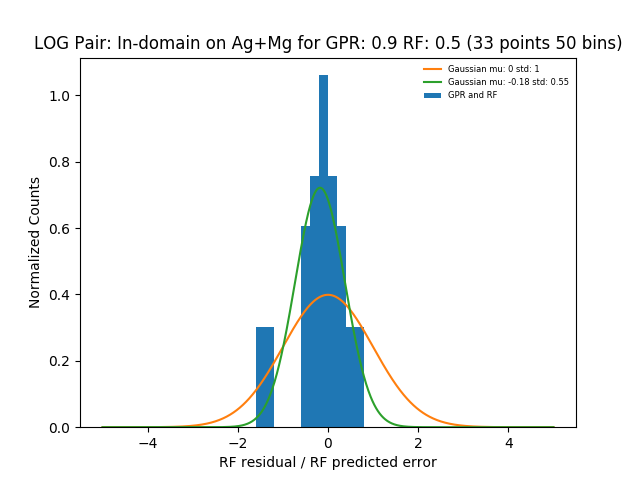 LOG Pair: In-domain on Ag+Mg for GPR: 0.9 RF: 0.5 (33 points 50 bins)
Gaussian mu: 0 std: 1
Gaussian mu: -0.18 std: 0.55
GPR and RF
Normalized Counts
1.0
0.8
0.6
0.4
0.2
0.0
−4 −2 0 2 4
RF residual / RF predicted error